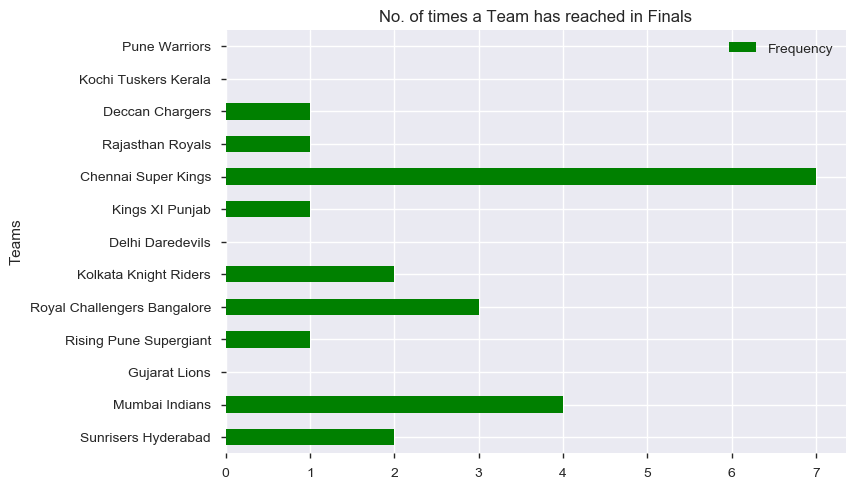 No. of times a Team has reached in Finals
Frequency
Teams
Pune Warriors
Kochi Tuskers Kerala
Deccan Chargers
Rajasthan Royals
Chennai Super Kings
Kings XI Punjab
Delhi Daredevils
Kolkata Knight Riders
Royal Challengers Bangalore
Rising Pune Supergiant
Gujarat Lions
Mumbai Indians
Sunrisers Hyderabad
0 1 2 3 4 5 6 7